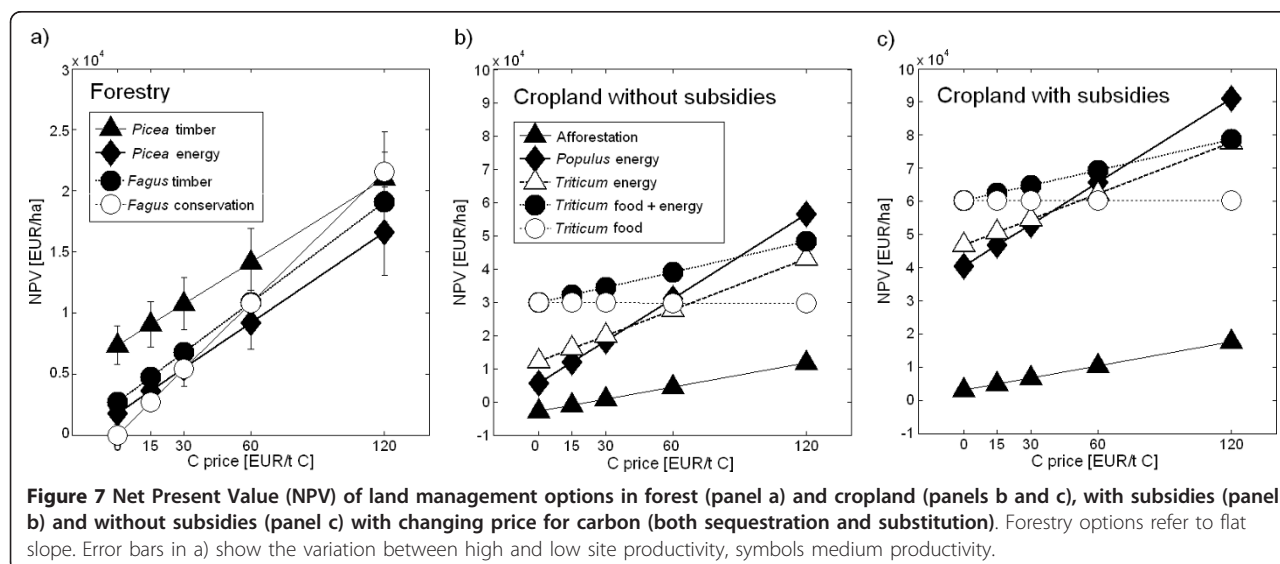 a)
× 10⁴
3
2.5
2
1.5
1
0.5
0
NPV [EUR/ha]
Forestry
Picea timber
Picea energy
Fagus timber
Fagus conservation
0 15 30 60 120
C price [EUR/t C]
b)
× 10⁴
10
9
8
7
6
5
4
3
2
1
0
-1
NPV [EUR/ha]
Cropland without subsidies
Afforestation
Populus energy
Triticum energy
Triticum food + energy
Triticum food
0 15 30 60 120
C price [EUR/t C]
c)
× 10⁴
10
9
8
7
6
5
4
3
2
1
0
-1
NPV [EUR/ha]
Cropland with subsidies
0 15 30 60 120
C price [EUR/t C]
Figure 7 Net Present Value (NPV) of land management options in forest (panel a) and cropland (panels b and c), with subsidies (panel
b) and without subsidies (panel c) with changing price for carbon (both sequestration and substitution). Forestry options refer to flat
slope. Error bars in a) show the variation between high and low site productivity, symbols medium productivity.